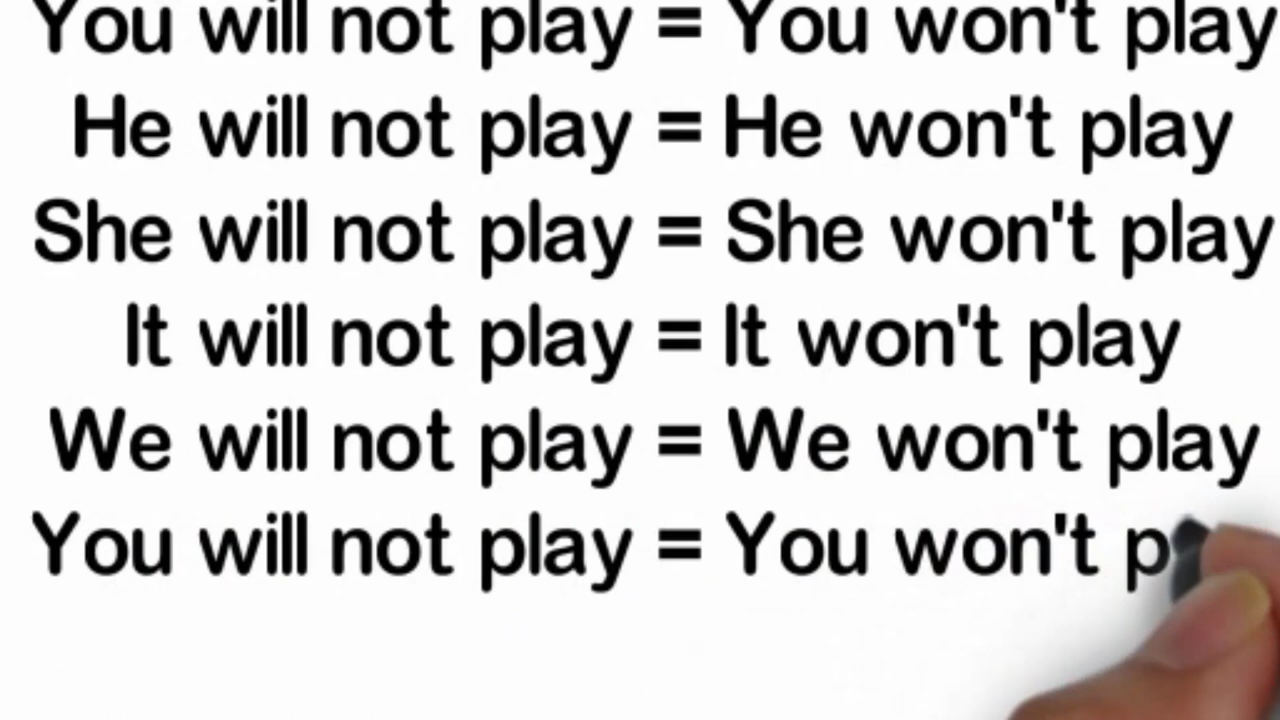 You will not play = You won't play
He will not play = He won't play
She will not play = She won't play
It will not play = It won't play
We will not play = We won't play
You will not play = You won't p